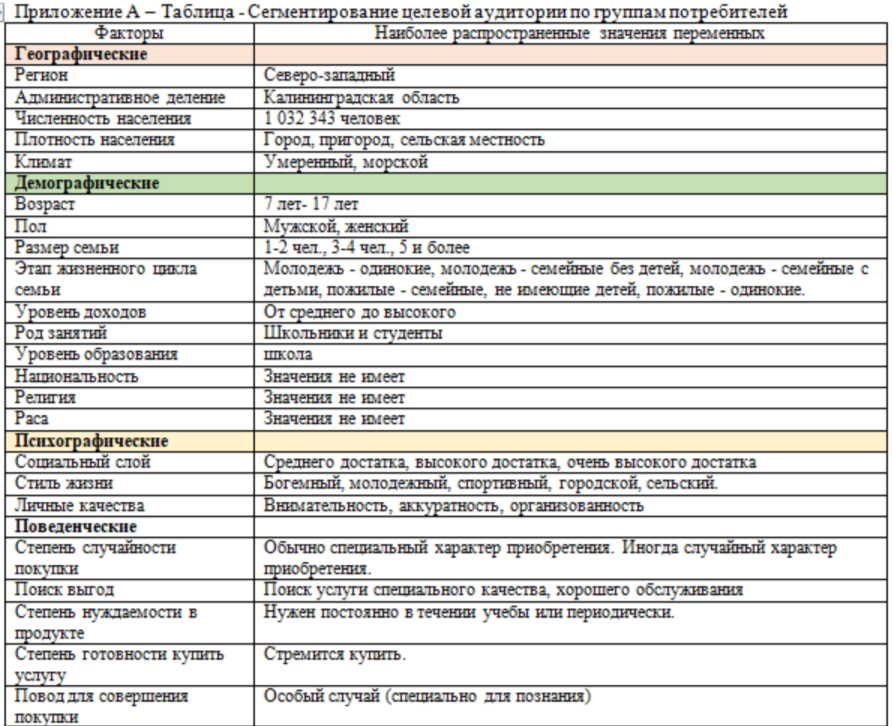 Приложение А – Таблица - Сегментирование целевой аудитории по группам потребителей
Факторы Наиболее распространенные значения переменных
Географические
Регион Северо-западный
Административное деление Калининградская область
Численность населения 1 032 343 человек
Плотность населения Город, пригород, сельская местность
Климат Умеренный, морской
Демографические
Возраст 7 лет- 17 лет
Пол Мужской, женский
Размер семьи 1-2 чел., 3-4 чел., 5 и более
Этап жизненного цикла Молодежь - одинокие, молодежь - семейные без детей, молодежь - семейные с
семьи детьми, пожилые - семейные, не имеющие детей, пожилые - одинокие.
Уровень доходов От среднего до высокого
Род занятий Школьники и студенты
Уровень образования школа
Национальность Значения не имеет
Религия Значения не имеет
Раса Значения не имеет
Психографические
Социальный слой Среднего достатка, высокого достатка, очень высокого достатка
Стиль жизни Богемный, молодежный, спортивный, городской, сельский.
Личные качества Внимательность, аккуратность, организованность
Поведенческие
Степень случайности Обычно специальный характер приобретения. Иногда случайный характер
покупки приобретения.
Поиск выгод Поиск услуги специального качества, хорошего обслуживания
Степень нуждаемости в Нужен постоянно в течении учебы или периодически.
продукте
Степень готовности купить Стремится купить.
услугу
Повод для совершения Особый случай (специально для познания)
покупки